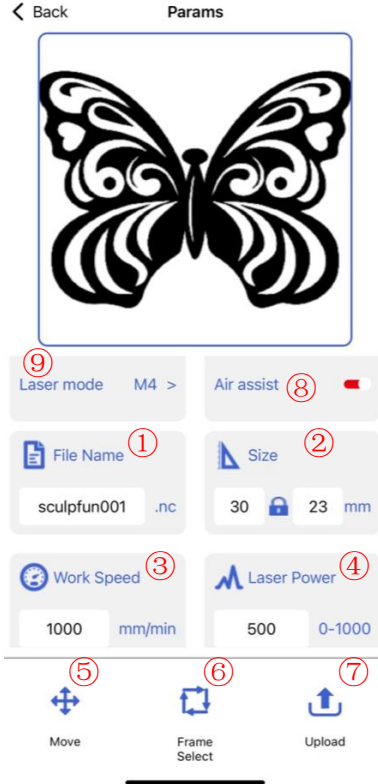 Back Params
⑨
Laser mode M4 >
Air assist ⑧
① File Name
sculpfun001 .nc
② Size
30 23 mm
③ Work Speed
1000 mm/min
④ Laser Power
500 0-1000
⑤ ⑥ ⑦
Move
Frame
Select
Upload